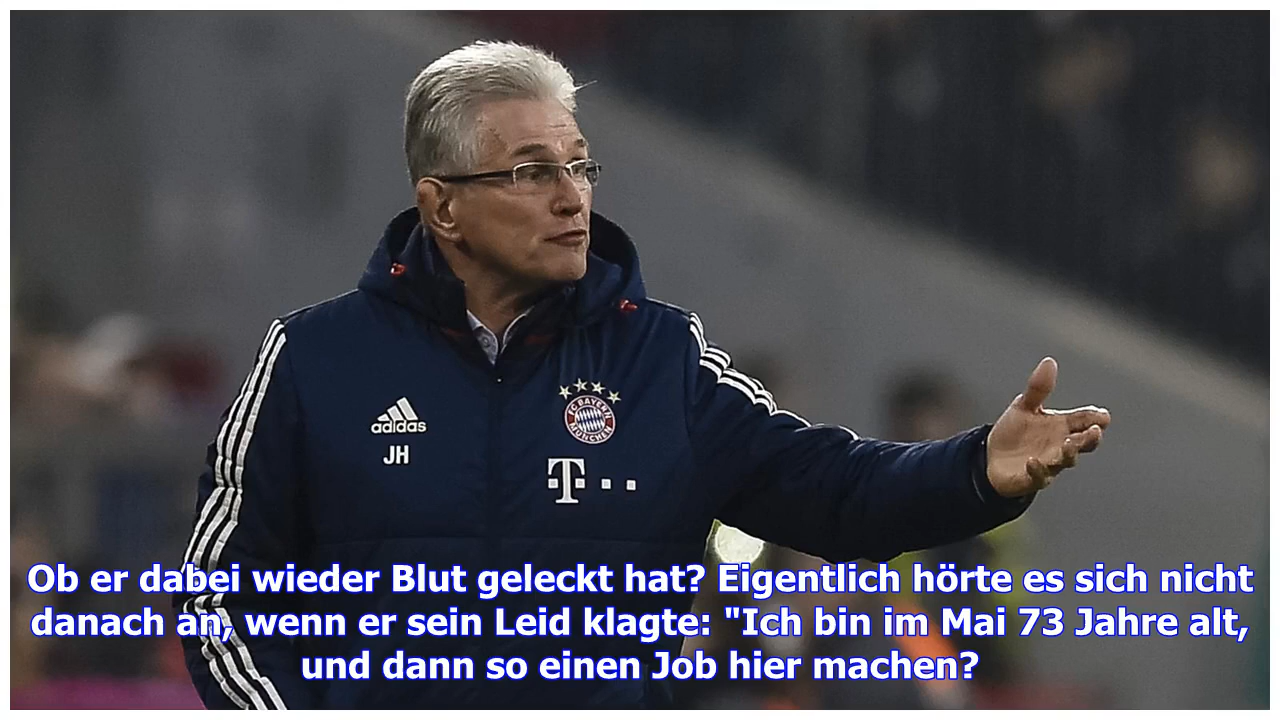 adidas
JH
FC BAYERN
MÜNCHEN
T
Ob er dabei wieder Blut geleckt hat? Eigentlich hörte es sich nicht
danach an, wenn er sein Leid klagte: "Ich bin im Mai 73 Jahre alt,
und dann so einen Job hier machen?